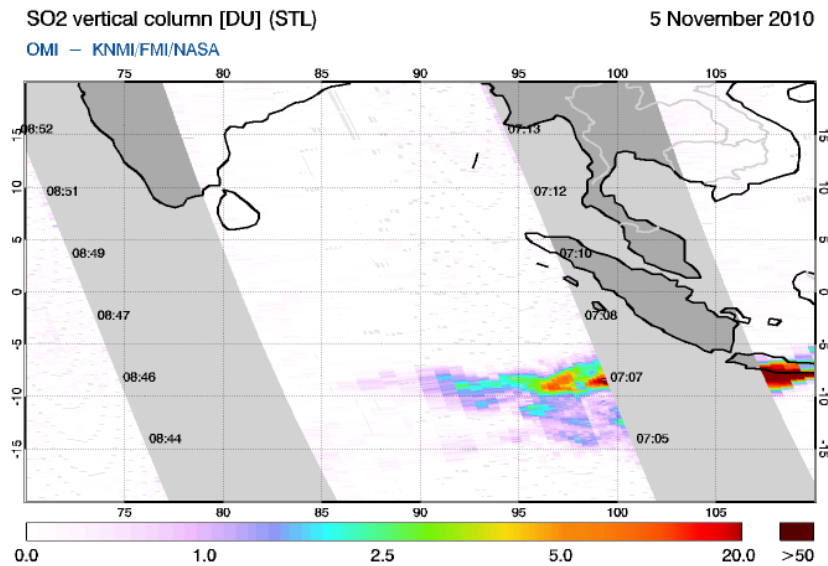 SO2 vertical column [DU] (STL) 5 November 2010
OMI – KNMI/FMI/NASA
75 80 85 90 95 100 105
15 08:52 07:13 15
10 08:51 07:12 10
5 08:49 07:10 5
0 08:47 07:08 0
-5 -5
-10 08:46 07:07 -10
-15 08:44 07:05 -15
75 80 85 90 95 100 105
0.0 1.0 2.5 5.0 20.0 >50